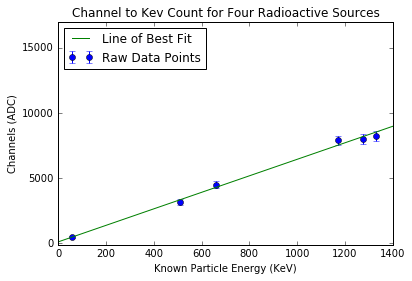 Channel to Kev Count for Four Radioactive Sources
Line of Best Fit
Raw Data Points
Channels (ADC)
15000
10000
5000
0
0 200 400 600 800 1000 1200 1400
Known Particle Energy (KeV)